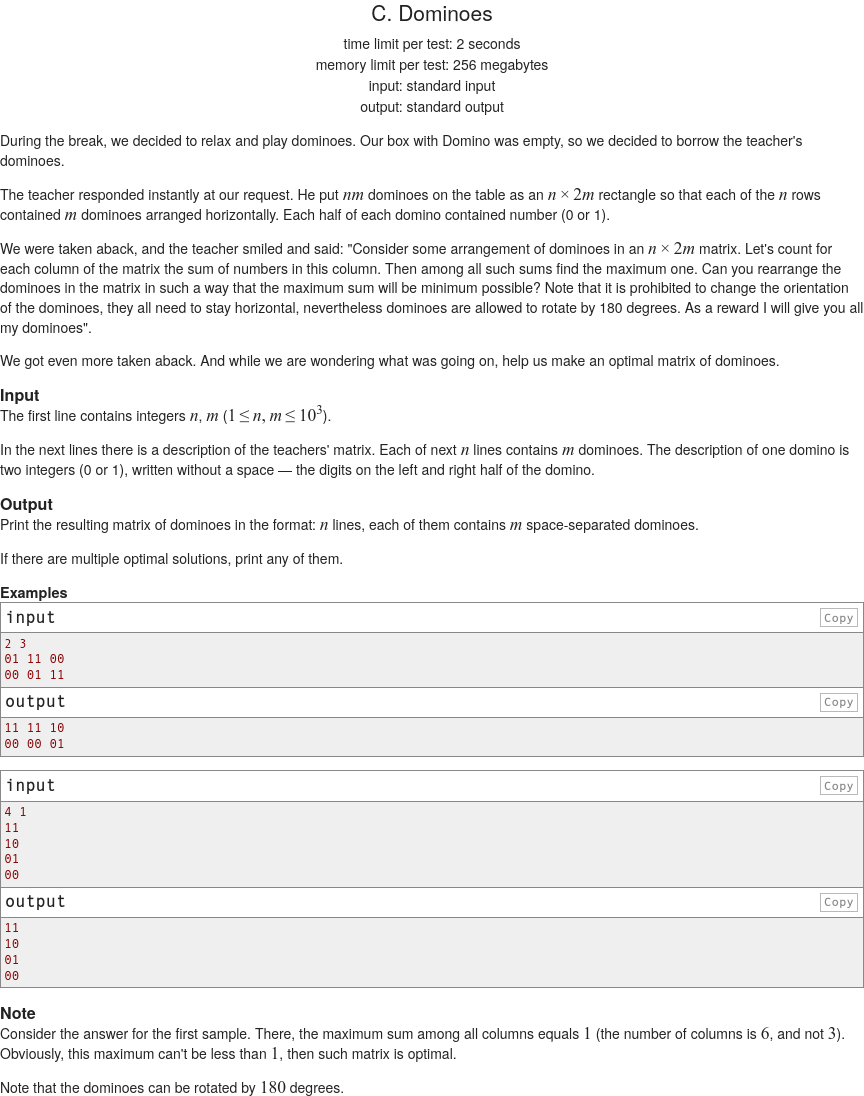 C. Dominoes
time limit per test: 2 seconds
memory limit per test: 256 megabytes
input: standard input
output: standard output
During the break, we decided to relax and play dominoes. Our box with Domino was empty, so we decided to borrow the teacher's
dominoes.
The teacher responded instantly at our request. He put nm dominoes on the table as an n × 2m rectangle so that each of the n rows
contained m dominoes arranged horizontally. Each half of each domino contained number (0 or 1).
We were taken aback, and the teacher smiled and said: "Consider some arrangement of dominoes in an n × 2m matrix. Let's count for
each column of the matrix the sum of numbers in this column. Then among all such sums find the maximum one. Can you rearrange the
dominoes in the matrix in such a way that the maximum sum will be minimum possible? Note that it is prohibited to change the orientation
of the dominoes, they all need to stay horizontal, nevertheless dominoes are allowed to rotate by 180 degrees. As a reward I will give you all
my dominoes".
We got even more taken aback. And while we are wondering what was going on, help us make an optimal matrix of dominoes.
Input
The first line contains integers n, m (1 ≤ n, m ≤ 10³).
In the next lines there is a description of the teachers' matrix. Each of next n lines contains m dominoes. The description of one domino is
two integers (0 or 1), written without a space — the digits on the left and right half of the domino.
Output
Print the resulting matrix of dominoes in the format: n lines, each of them contains m space-separated dominoes.
If there are multiple optimal solutions, print any of them.
Examples
input Copy
2 3
01 11 00
00 01 11
output Copy
11 11 10
00 00 01
input Copy
4 1
11
10
01
00
output Copy
11
10
01
00
Note
Consider the answer for the first sample. There, the maximum sum among all columns equals 1 (the number of columns is 6, and not 3).
Obviously, this maximum can't be less than 1, then such matrix is optimal.
Note that the dominoes can be rotated by 180 degrees.